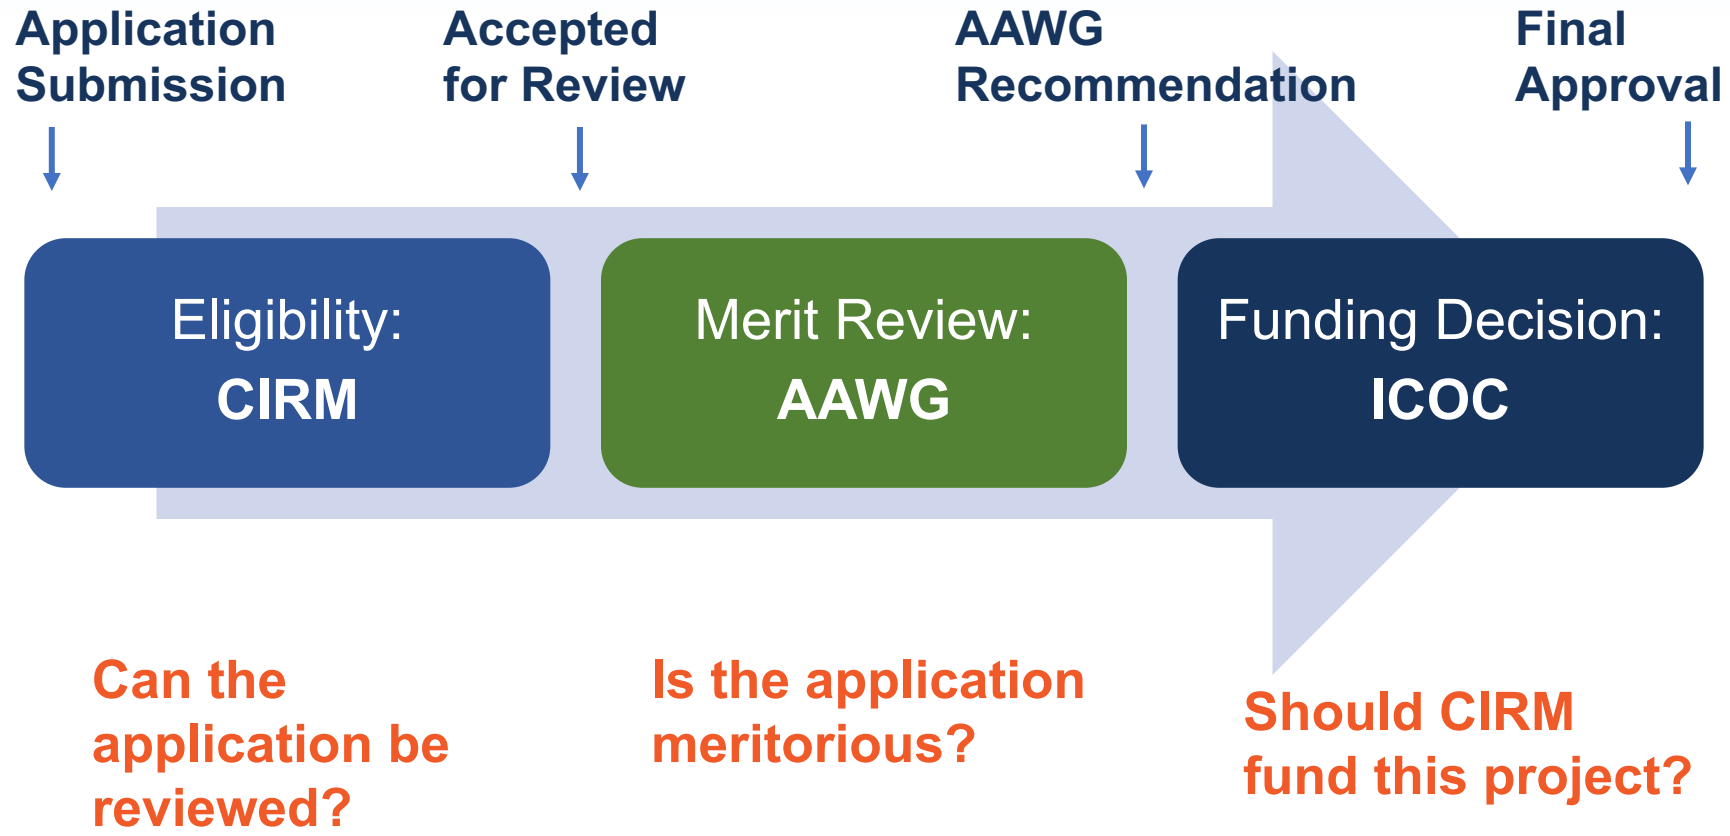 Application
Submission
Accepted
for Review
AAWG
Recommendation
Final
Approval
Eligibility:
CIRM
Merit Review:
AAWG
Funding Decision:
ICOC
Can the
application be
reviewed?
Is the application
meritorious?
Should CIRM
fund this project?